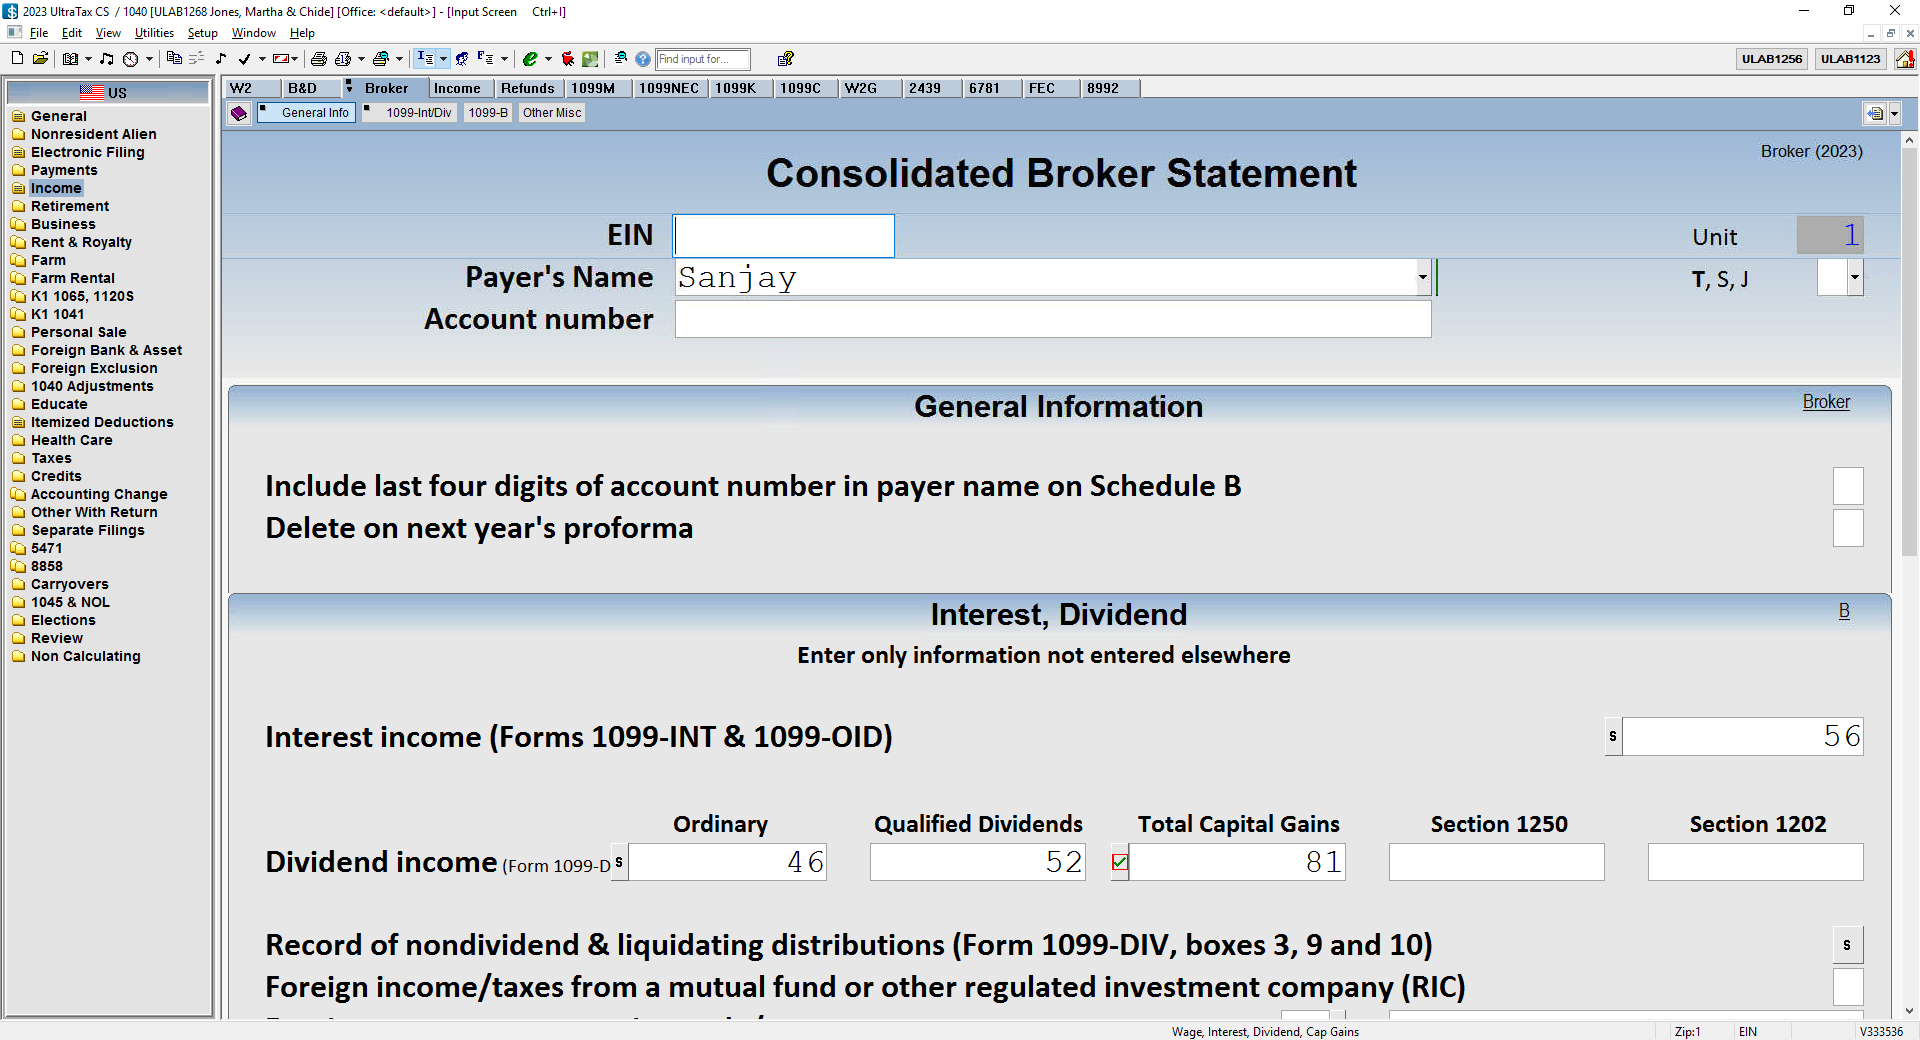 2023 UltraTax CS / 1040 [ULAB1268 Jones, Martha & Chide] [Office: <default>] - [Input Screen Ctrl+I]
File Edit View Utilities Setup Window Help
Find input for... ULAB1256 ULAB1123
US
General
Nonresident Alien
Electronic Filing
Payments
Income
Retirement
Business
Rent & Royalty
Farm
Farm Rental
K1 1065, 1120S
K1 1041
Personal Sale
Foreign Bank & Asset
Foreign Exclusion
1040 Adjustments
Educate
Itemized Deductions
Health Care
Taxes
Credits
Accounting Change
Other With Return
Separate Filings
5471
8858
Carryovers
1045 & NOL
Elections
Review
Non Calculating
W2 B&D Broker Income Refunds 1099M 1099NEC 1099K 1099C W2G 2439 6781 FEC 8992
General Info 1099-Int/Div 1099-B Other Misc
Broker (2023)
Consolidated Broker Statement
EIN Unit 1
Payer's Name Sanjay T, S, J
Account number
General Information Broker
Include last four digits of account number in payer name on Schedule B
Delete on next year's proforma
Interest, Dividend B
Enter only information not entered elsewhere
Interest income (Forms 1099-INT & 1099-OID) S 56
Ordinary Qualified Dividends Total Capital Gains Section 1250 Section 1202
Dividend income (Form 1099-D S 46 52 81
Record of nondividend & liquidating distributions (Form 1099-DIV, boxes 3, 9 and 10) S
Foreign income/taxes from a mutual fund or other regulated investment company (RIC)
Wage, Interest, Dividend, Cap Gains Zip:1 EIN V333536